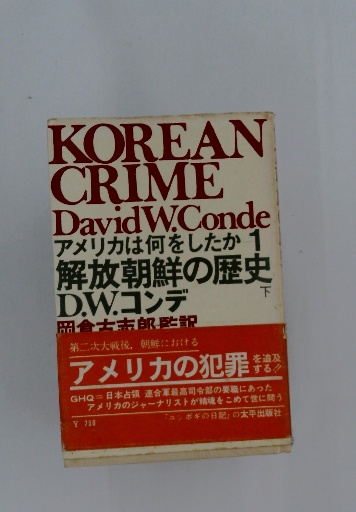 KOREAN
CRIME
David W. Conde
アメリカは何をしたか 1
解放朝鮮の歴史 下
D.W.コンデ
岡倉古志郎監訳
第二次大戦後、朝鮮における
アメリカの犯罪を追及する!!
GHQ=日本占領 連合軍最高司令部の要職にあった
アメリカのジャーナリストが精魂をこめて世に問う
『ユンボギの日記』の太平出版社